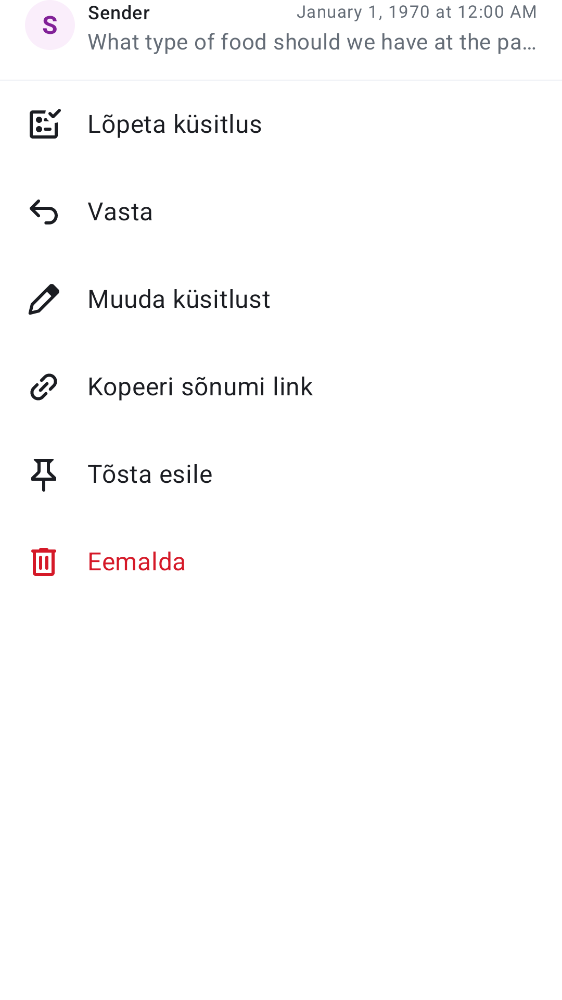 S
Sender
January 1, 1970 at 12:00 AM
What type of food should we have at the pa…
Lõpeta küsitlus
Vasta
Muuda küsitlust
Kopeeri sõnumi link
Tõsta esile
Eemalda